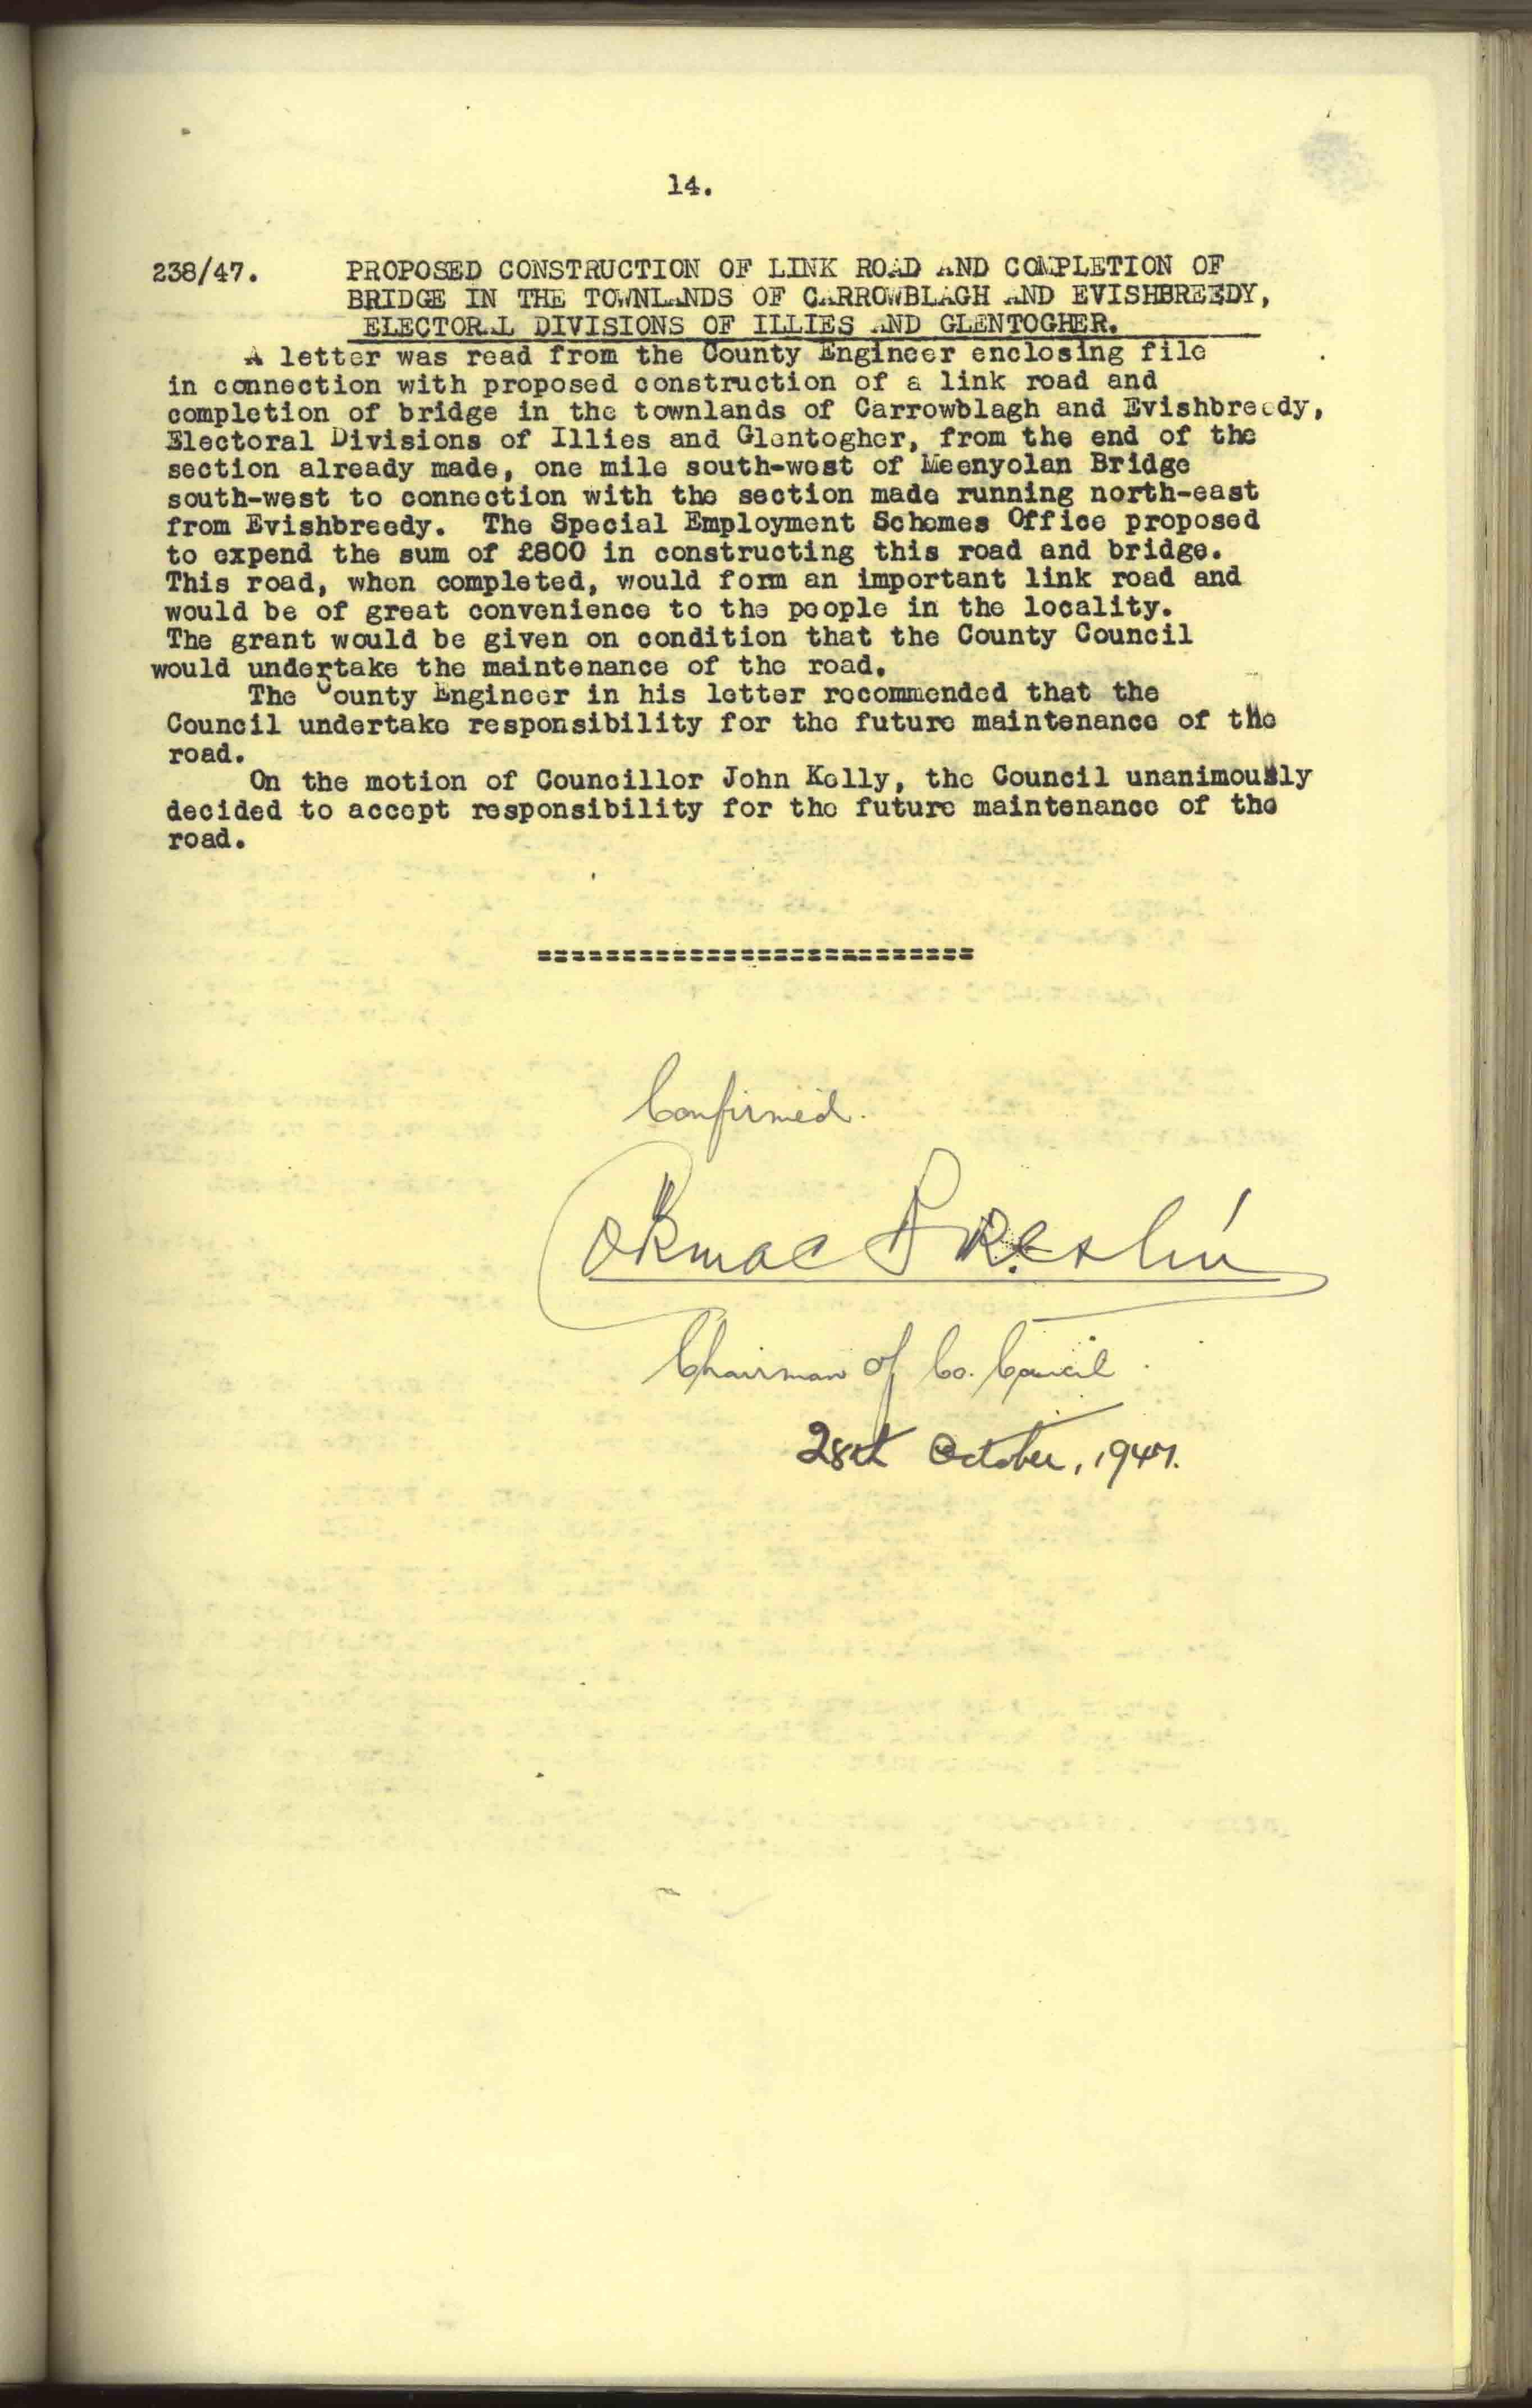 14.
238/47. PROPOSED CONSTRUCTION OF LINK ROAD AND COMPLETION OF
BRIDGE IN THE TOWNLANDS OF CARROWBLAGH AND EVISHBREEDY,
ELECTORAL DIVISIONS OF ILLIES AND GLENTOGHER.
A letter was read from the County Engineer enclosing file
in connection with proposed construction of a link road and
completion of bridge in the townlands of Carrowblagh and Evishbreedy,
Electoral Divisions of Illies and Glentogher, from the end of the
section already made, one mile south-west of Meenyolan Bridge
south-west to connection with the section made running north-east
from Evishbreedy. The Special Employment Schemes Office proposed
to expend the sum of £800 in constructing this road and bridge.
This road, when completed, would form an important link road and
would be of great convenience to the people in the locality.
The grant would be given on condition that the County Council
would undertake the maintenance of the road.
The County Engineer in his letter recommended that the
Council undertake responsibility for the future maintenance of the
road.
On the motion of Councillor John Kelly, the Council unanimously
decided to accept responsibility for the future maintenance of the
road.
==========================
Confirmed.
Cormac Breslin
Chairman of Co. Council.
28th October, 1947.